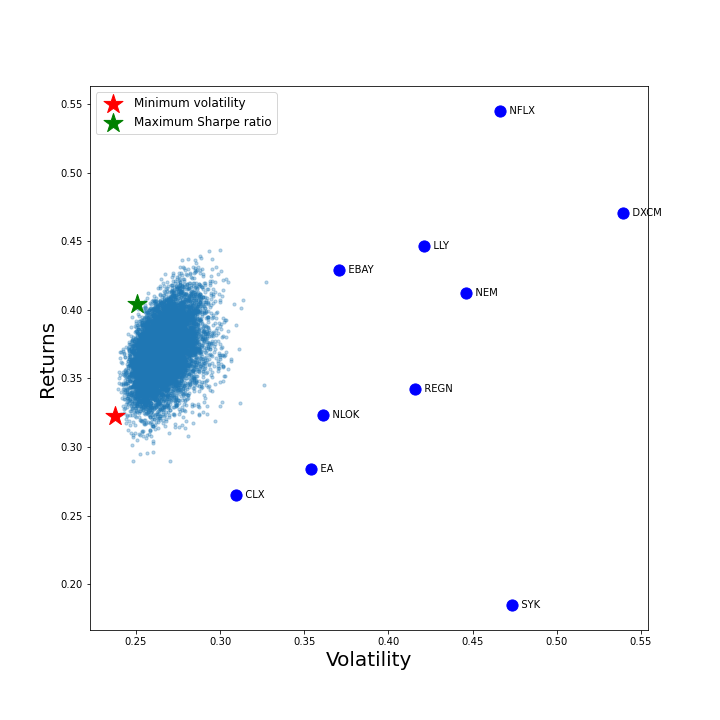 Minimum volatility
Maximum Sharpe ratio
0.55
0.50
0.45
0.40
0.35
0.30
0.25
0.20
Returns
NFLX
DXCM
LLY
EBAY
NEM
REGN
NLOK
EA
CLX
SYK
0.25 0.30 0.35 0.40 0.45 0.50 0.55
Volatility